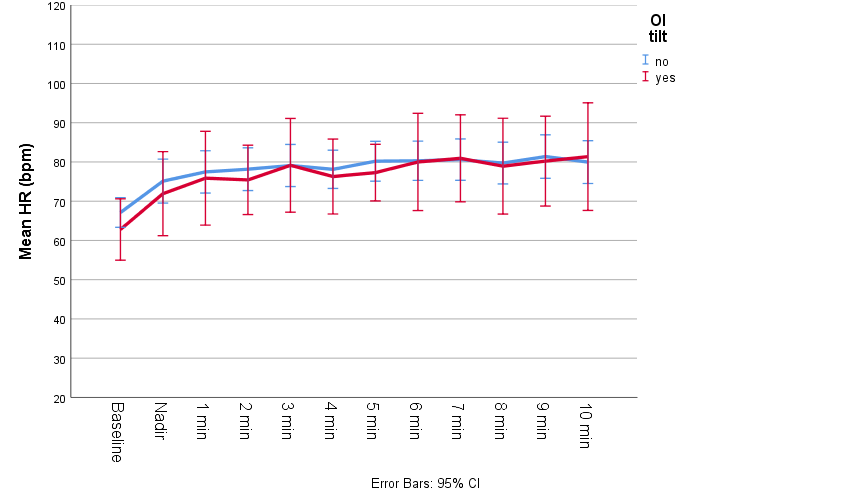 120
110
100
90
80
70
60
50
40
30
20
Mean HR (bpm)
Baseline
Nadir
1 min
2 min
3 min
4 min
5 min
6 min
7 min
8 min
9 min
10 min
Error Bars: 95% CI
OI
tilt
no
yes